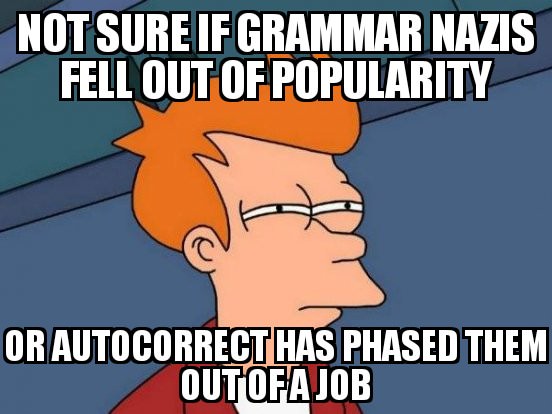 NOT SURE IF GRAMMAR NAZIS
FELL OUT OF POPULARITY
OR AUTOCORRECT HAS PHASED THEM
OUT OF A JOB